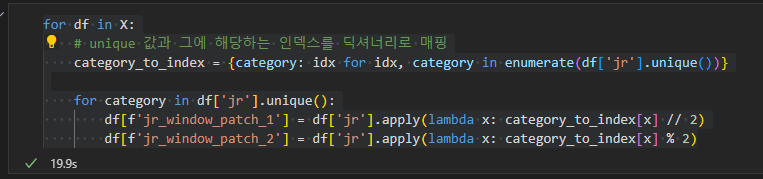 for df in X:
    # unique 값과 그에 해당하는 인덱스를 딕셔너리로 매핑
    category_to_index = {category: idx for idx, category in enumerate(df['jr'].unique())}
    for category in df['jr'].unique():
        df[f'jr_window_patch_1'] = df['jr'].apply(lambda x: category_to_index[x] // 2)
        df[f'jr_window_patch_2'] = df['jr'].apply(lambda x: category_to_index[x] % 2)
19.9s